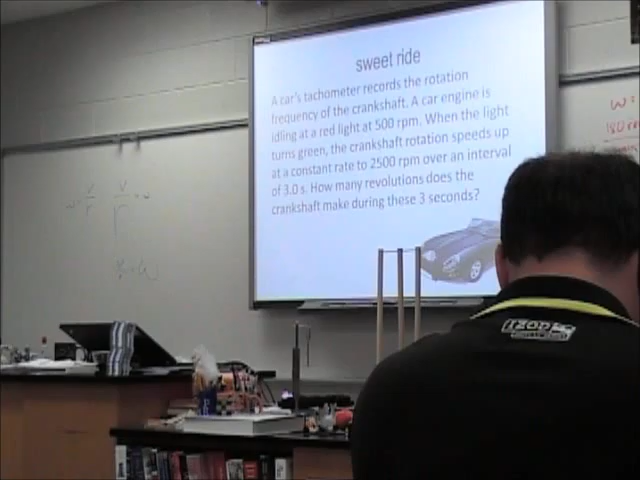 sweet ride
A car's tachometer records the rotation
frequency of the crankshaft. A car engine is
idling at a red light at 500 rpm. When the light
turns green, the crankshaft rotation speeds up
at a constant rate to 2500 rpm over an interval
of 3.0 s. How many revolutions does the
crankshaft make during these 3 seconds?
IZOD